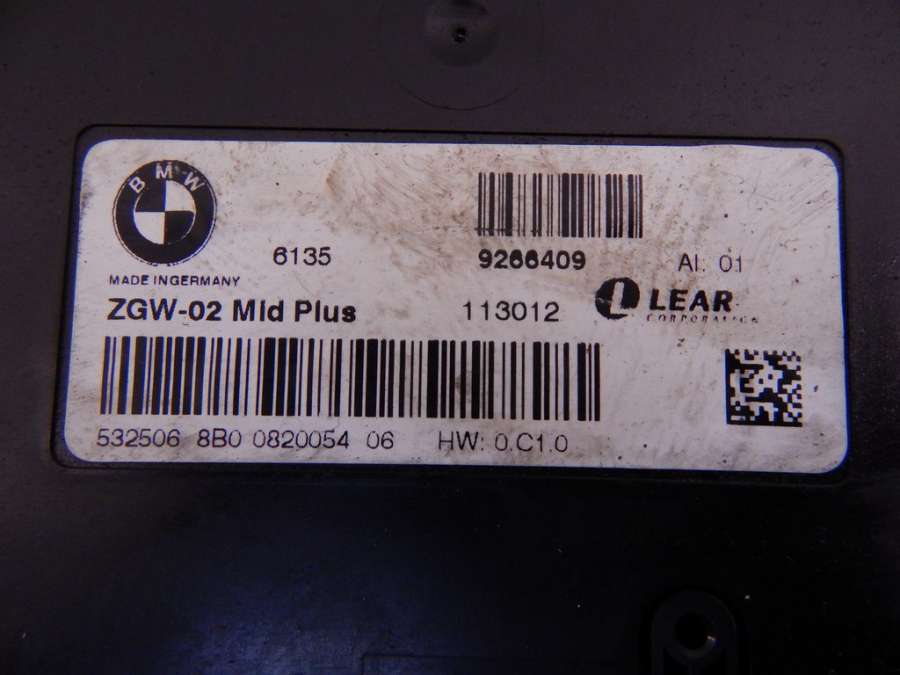 BMW
6135
9266409
AI: 01
MADE INGERMANY
ZGW-02 Mid Plus
113012
LEAR
CORPORATION
532506 8B0 0820054 06
HW: 0.C1.0